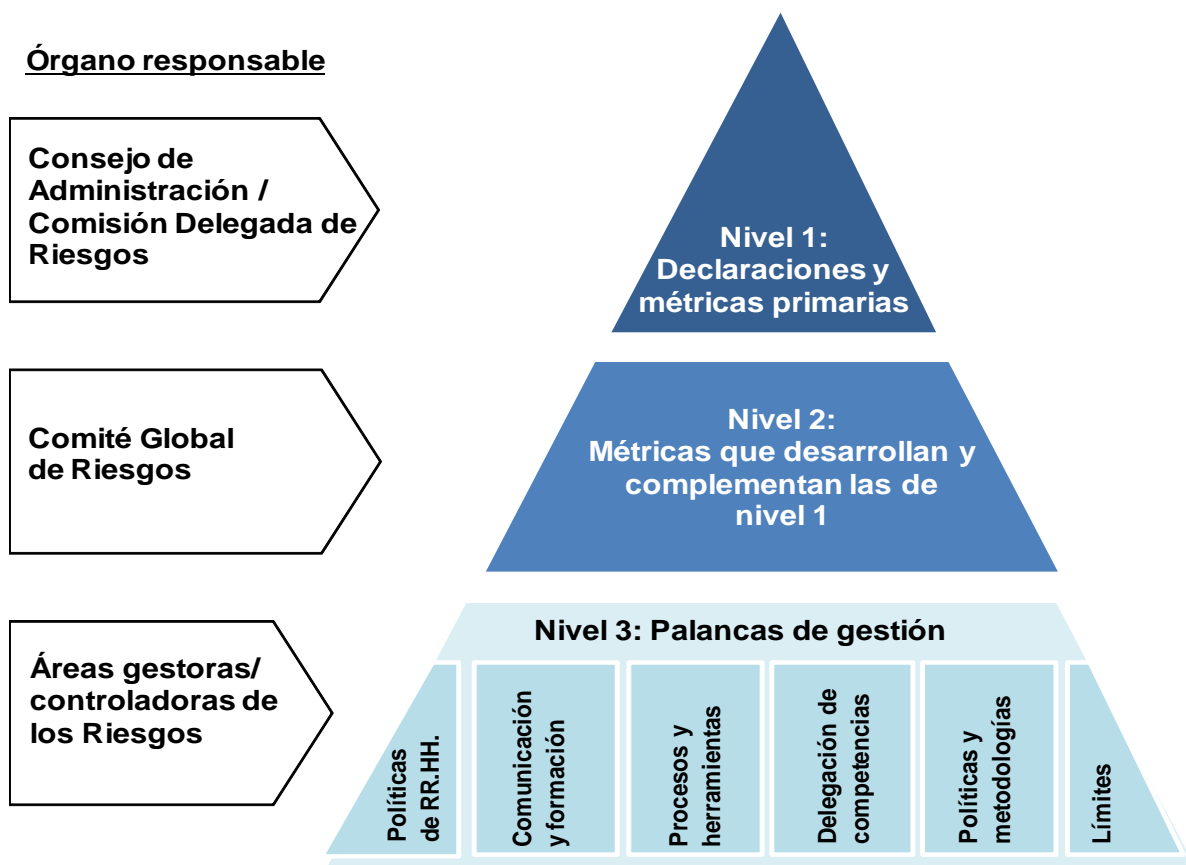 Órgano responsable
Consejo de
Administración /
Comisión Delegada de
Riesgos
Nivel 1:
Declaraciones y
métricas primarias
Comité Global
de Riesgos
Nivel 2:
Métricas que desarrollan y
complementan las de
nivel 1
Áreas gestoras/
controladoras de
los Riesgos
Nivel 3: Palancas de gestión
Políticas
de RR.HH.
Comunicación
y formación
Procesos y
herramientas
Delegación de
competencias
Políticas y
metodologías
Límites